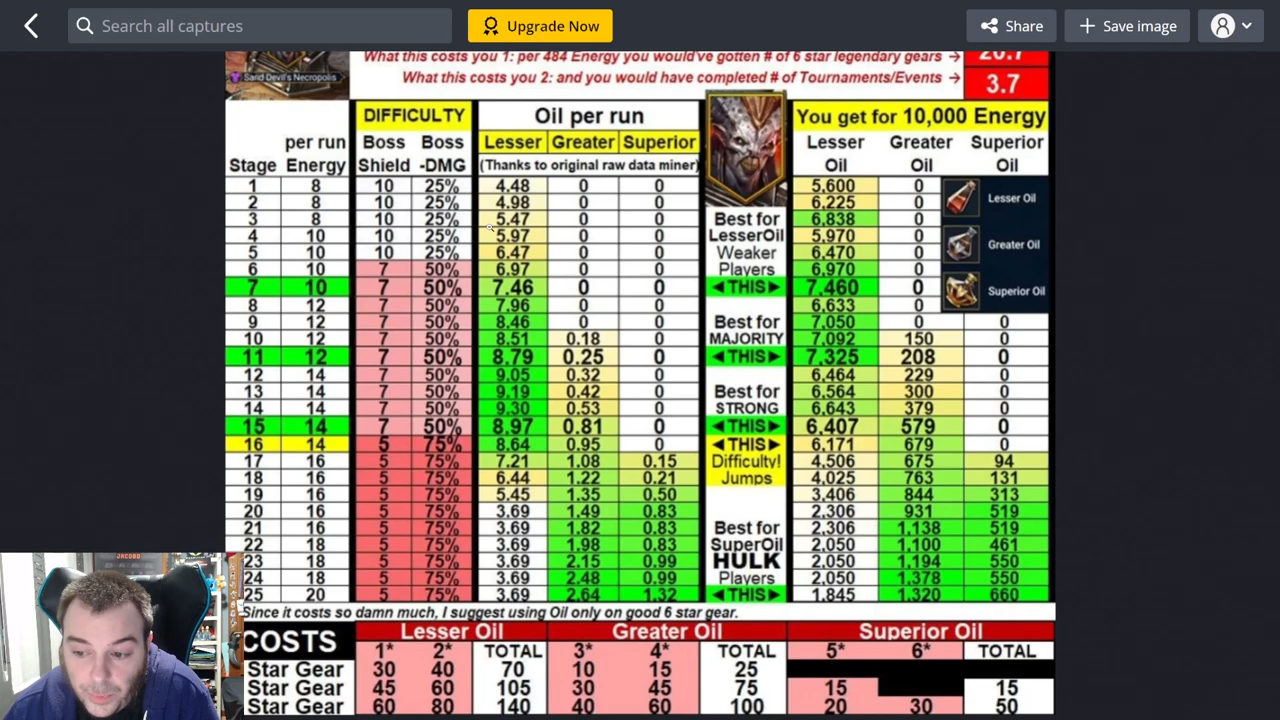 Search all captures
Upgrade Now
Share
Save image
What this costs you 1: per 484 Energy you would've gotten # of 6 star legendary gears → 20.7
What this costs you 2: and you would have completed # of Tournaments/Events → 3.7
Sand Devil's Necropolis
DIFFICULTY Oil per run You get for 10,000 Energy
per run Boss Boss Lesser Greater Superior Lesser Greater Superior
Stage Energy Shield -DMG (Thanks to original raw data miner) Oil Oil Oil
1 8 10 25% 4.48 0 0 5,600 0
2 8 10 25% 4.98 0 0 6,225 0 Lesser Oil
3 8 10 25% 5.47 0 0 Best for 6,838 0
4 10 10 25% 5.97 0 0 LesserOil 5,970 0 Greater Oil
5 10 10 25% 6.47 0 0 Weaker 6,470 0
6 10 7 50% 6.97 0 0 Players 6,970 0
7 10 7 50% 7.46 0 0 ◄THIS► 7,460 0 Superior Oil
8 12 7 50% 7.96 0 0 6,633 0
9 12 7 50% 8.46 0 0 Best for 7,050 0 0
10 12 7 50% 8.51 0.18 0 MAJORITY 7,092 150 0
11 12 7 50% 8.79 0.25 0 ◄THIS► 7,325 208 0
12 14 7 50% 9.05 0.32 0 6,464 229 0
13 14 7 50% 9.19 0.42 0 Best for 6,564 300 0
14 14 7 50% 9.30 0.53 0 STRONG 6,643 379 0
15 14 7 50% 8.97 0.81 0 ◄THIS► 6,407 579 0
16 14 5 75% 8.64 0.95 0 ◄THIS► 6,171 679 0
17 16 5 75% 7.21 1.08 0.15 Difficulty! 4,506 675 94
18 16 5 75% 6.44 1.22 0.21 Jumps 4,025 763 131
19 16 5 75% 5.45 1.35 0.50 3,406 844 313
20 16 5 75% 3.69 1.49 0.83 2,306 931 519
21 16 5 75% 3.69 1.82 0.83 Best for 2,306 1,138 519
22 18 5 75% 3.69 1.98 0.83 SuperOil 2,050 1,100 461
23 18 5 75% 3.69 2.15 0.99 HULK 2,050 1,194 550
24 18 5 75% 3.69 2.48 0.99 Players 2,050 1,378 550
25 20 5 75% 3.69 2.64 1.32 ◄THIS► 1,845 1,320 660
Since it costs so damn much, I suggest using Oil only on good 6 star gear.
COSTS Lesser Oil Greater Oil Superior Oil
1* 2* TOTAL 3* 4* TOTAL 5* 6* TOTAL
Star Gear 30 40 70 10 15 25
Star Gear 45 60 105 30 45 75 15 15
Star Gear 60 80 140 40 60 100 20 30 50